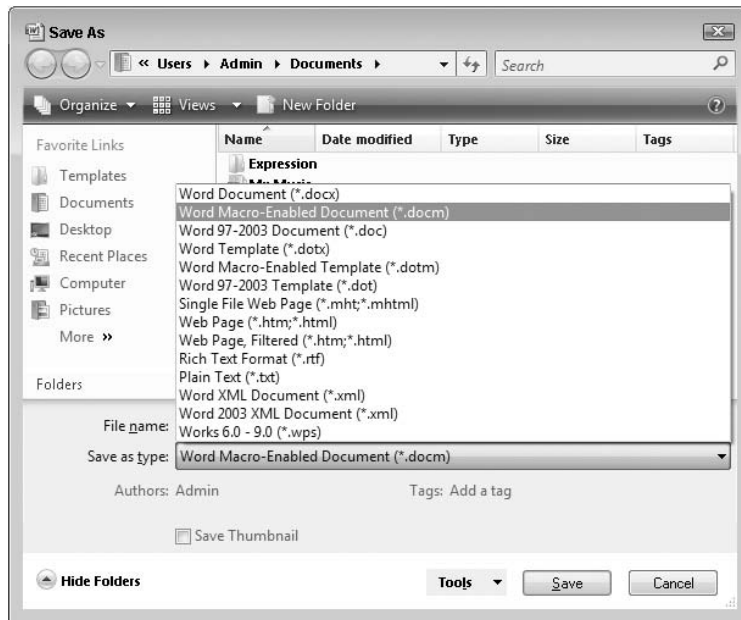 Save As
« Users ▸ Admin ▸ Documents ▸ Search
Organize Views New Folder ?
Favorite Links
Templates
Documents
Desktop
Recent Places
Computer
Pictures
More »
Folders
Name Date modified Type Size Tags
Expression
My Music
Word Document (*.docx)
Word Macro-Enabled Document (*.docm)
Word 97-2003 Document (*.doc)
Word Template (*.dotx)
Word Macro-Enabled Template (*.dotm)
Word 97-2003 Template (*.dot)
Single File Web Page (*.mht;*.mhtml)
Web Page (*.htm;*.html)
Web Page, Filtered (*.htm;*.html)
Rich Text Format (*.rtf)
Plain Text (*.txt)
Word XML Document (*.xml)
Word 2003 XML Document (*.xml)
Works 6.0 - 9.0 (*.wps)
File name:
Save as type: Word Macro-Enabled Document (*.docm)
Authors: Admin Tags: Add a tag
Save Thumbnail
Hide Folders Tools Save Cancel